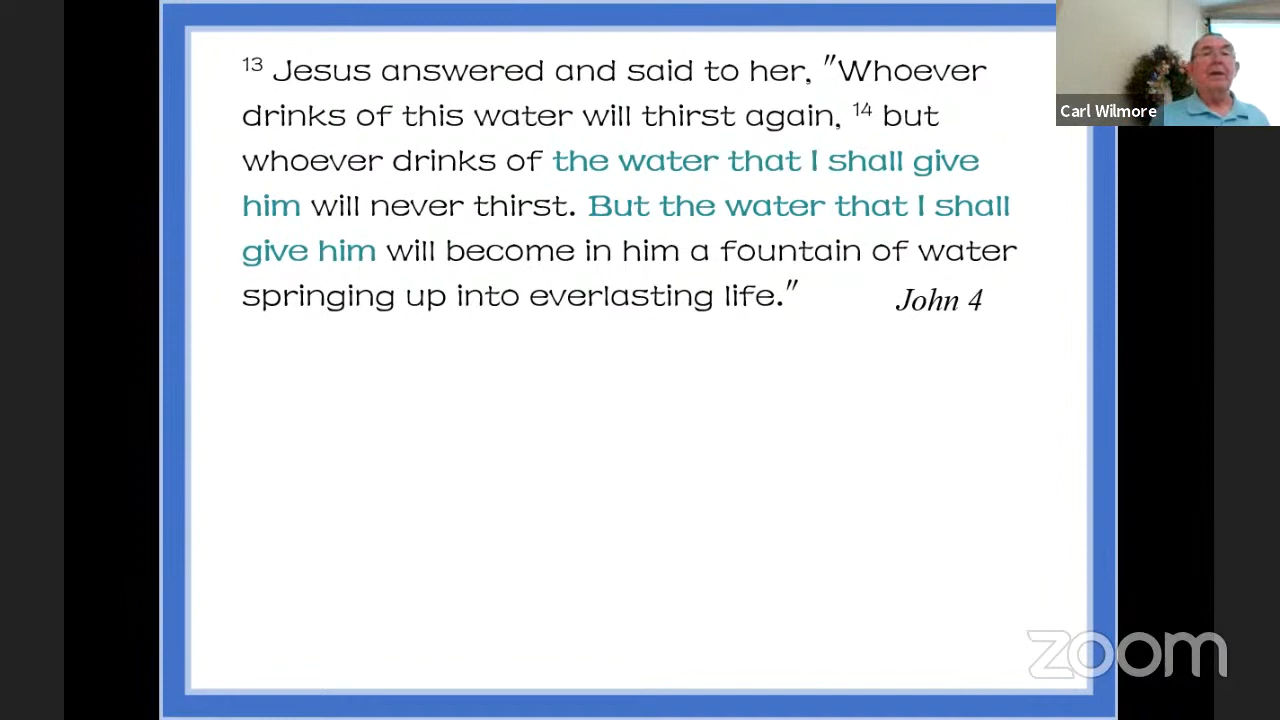 13 Jesus answered and said to her, "Whoever
drinks of this water will thirst again, 14 but
whoever drinks of the water that I shall give
him will never thirst. But the water that I shall
give him will become in him a fountain of water
springing up into everlasting life."
John 4
Carl Wilmore
zoom